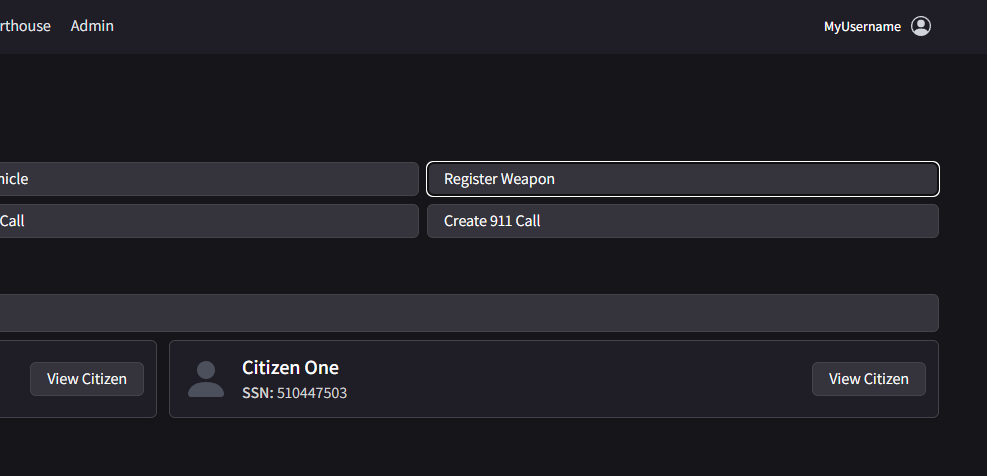 rthouse Admin MyUsername
nicle Register Weapon
Call Create 911 Call
View Citizen Citizen One View Citizen
SSN: 510447503